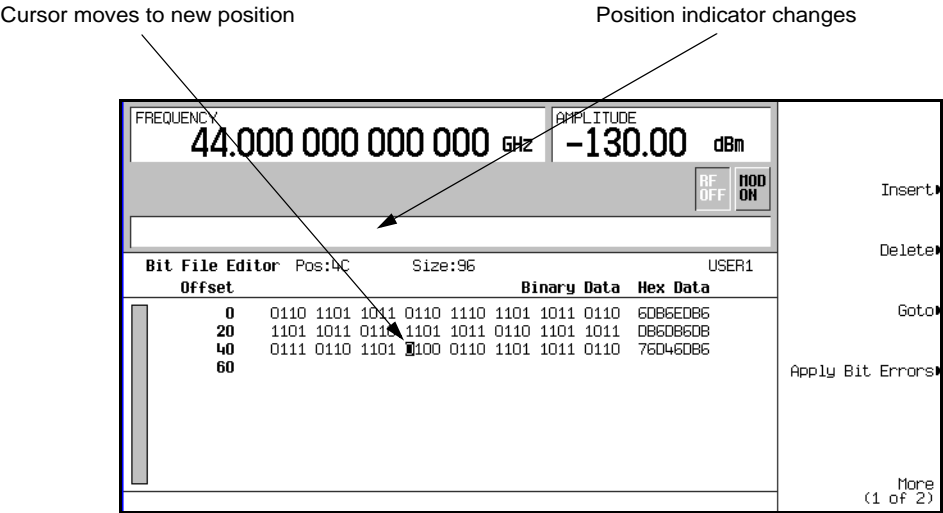 Cursor moves to new position
Position indicator changes
FREQUENCY
44.000 000 000 000 GHz
AMPLITUDE
-130.00 dBm
RF OFF
MOD ON
Insert
Delete
Goto
Apply Bit Errors
More
(1 of 2)
Bit File Editor Pos:4C Size:96 USER1
Offset Binary Data Hex Data
0 0110 1101 1011 0110 1110 1101 1011 0110 6DB6EDB6
20 1101 1011 0110 1101 1011 0110 1101 1011 DB6DB6DB
40 0111 0110 1101 0100 0110 1101 1011 0110 76D46DB6
60